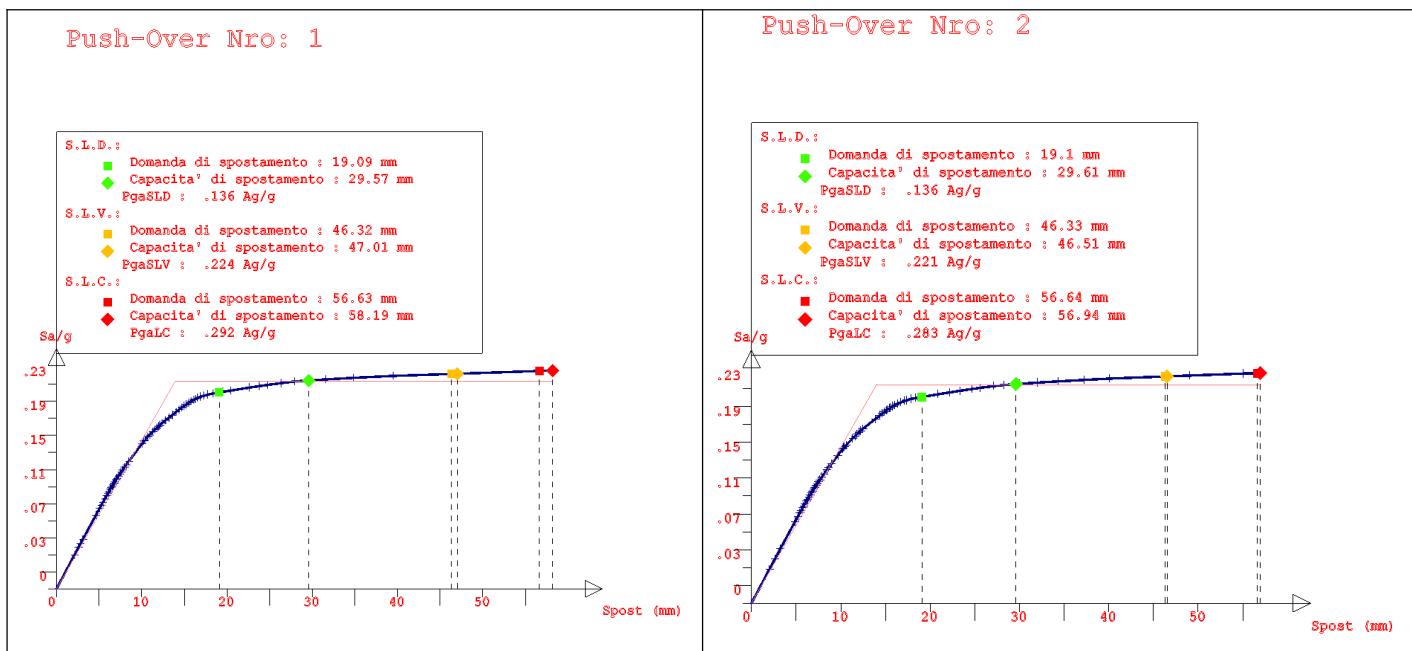 Push-Over Nro: 1
S.L.D.:
Domanda di spostamento : 19.09 mm
Capacita' di spostamento : 29.57 mm
PgaSLD : .136 Ag/g
S.L.V.:
Domanda di spostamento : 46.32 mm
Capacita' di spostamento : 47.01 mm
PgaSLV : .224 Ag/g
S.L.C.:
Domanda di spostamento : 56.63 mm
Capacita' di spostamento : 58.19 mm
PgaLC : .292 Ag/g
Sa/g
.23
.19
.15
.11
.07
.03
0
0 10 20 30 40 50
Spost (mm)
Push-Over Nro: 2
S.L.D.:
Domanda di spostamento : 19.1 mm
Capacita' di spostamento : 29.61 mm
PgaSLD : .136 Ag/g
S.L.V.:
Domanda di spostamento : 46.33 mm
Capacita' di spostamento : 46.51 mm
PgaSLV : .221 Ag/g
S.L.C.:
Domanda di spostamento : 56.64 mm
Capacita' di spostamento : 56.94 mm
PgaLC : .283 Ag/g
Sa/g
.23
.19
.15
.11
.07
.03
0
0 10 20 30 40 50
Spost (mm)